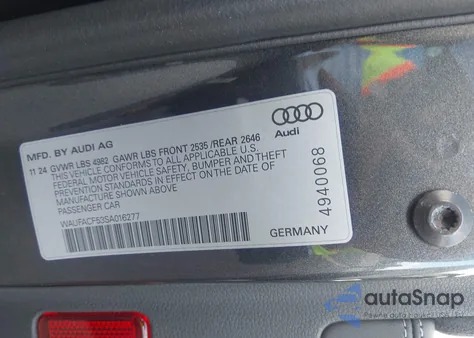 MFD. BY AUDI AG
11 24 GVWR LBS 4982 GAWR LBS FRONT 2535 /REAR 2646
THIS VEHICLE CONFORMS TO ALL APPLICABLE U.S.
FEDERAL MOTOR VEHICLE SAFETY, BUMPER AND THEFT
PREVENTION STANDARDS IN EFFECT ON THE DATE OF
MANUFACTURE SHOWN ABOVE
PASSENGER CAR
WAUFACF53SA016277
Audi
4940068
GERMANY
autoSnap